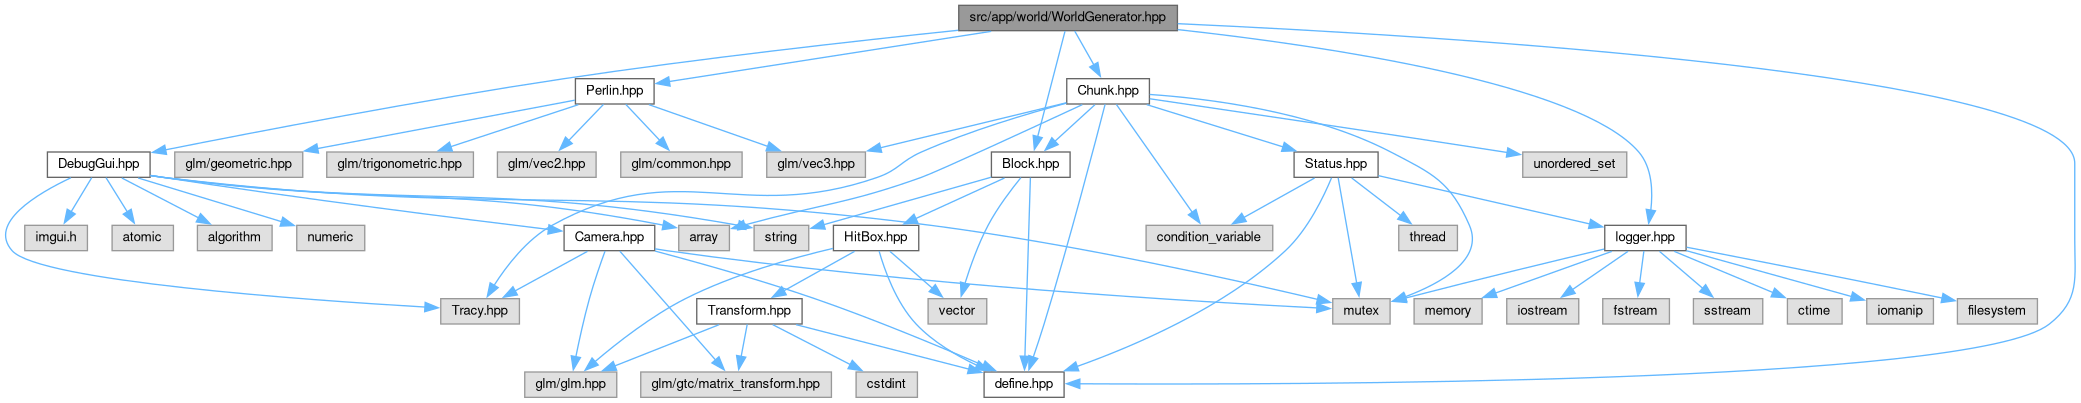 src/app/world/WorldGenerator.hpp
Perlin.hpp
Chunk.hpp
DebugGui.hpp
glm/geometric.hpp
glm/trigonometric.hpp
glm/vec2.hpp
glm/common.hpp
glm/vec3.hpp
Block.hpp
Status.hpp
unordered_set
imgui.h
atomic
algorithm
numeric
Camera.hpp
array
string
HitBox.hpp
condition_variable
thread
logger.hpp
Tracy.hpp
Transform.hpp
vector
mutex
memory
iostream
fstream
sstream
ctime
iomanip
filesystem
glm/glm.hpp
glm/gtc/matrix_transform.hpp
cstdint
define.hpp